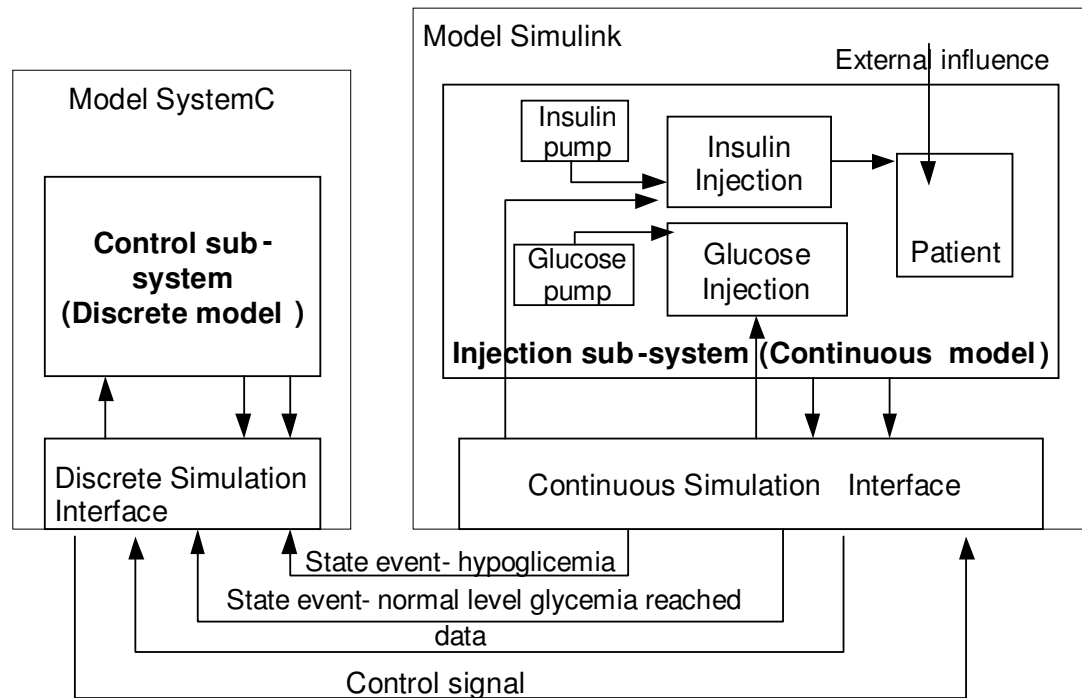 Model SystemC
Control sub-
system
(Discrete model )
Discrete Simulation
Interface
Model Simulink
External influence
Insulin
pump
Insulin
Injection
Patient
Glucose
pump
Glucose
Injection
Injection sub-system (Continuous model)
Continuous Simulation Interface
State event- hypoglicemia
State event- normal level glycemia reached
data
Control signal